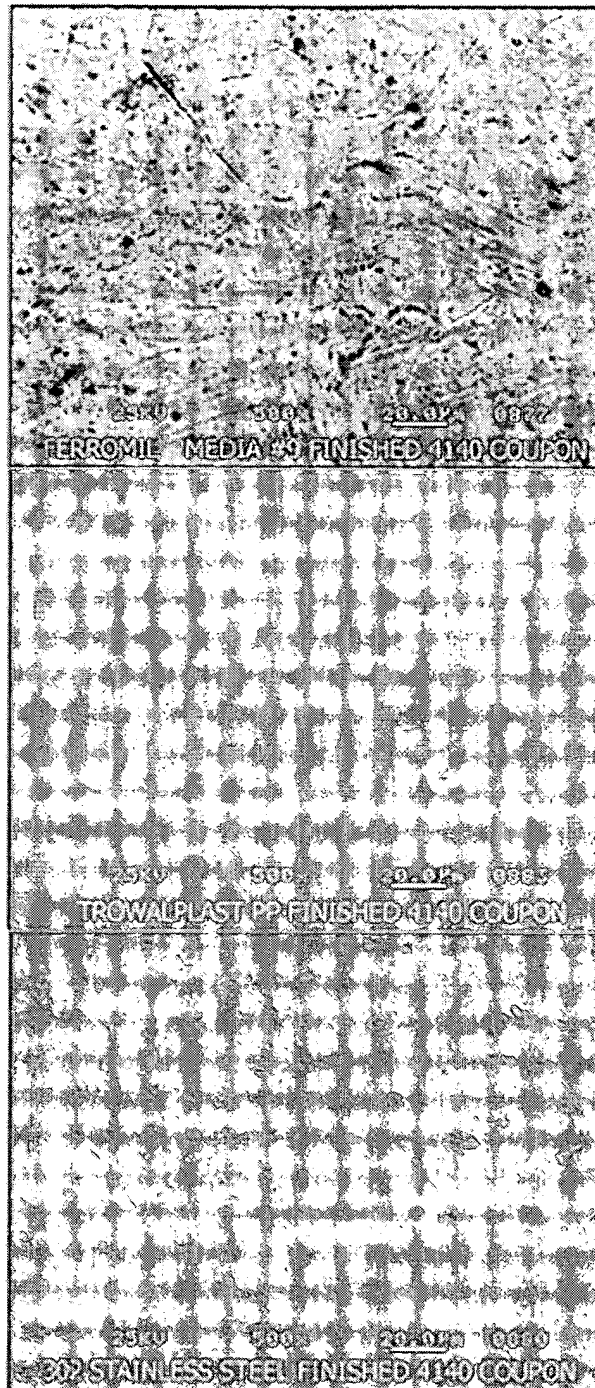 25KV 500X 20.0µm 0877
FERROMIL MEDIA #9 FINISHED 4140 COUPON
25KV 500X 20.0µm
TROWALPLAST PP FINISHED 4140 COUPON
25KV 500X 20.0µm
302 STAINLESS STEEL FINISHED 4140 COUPON